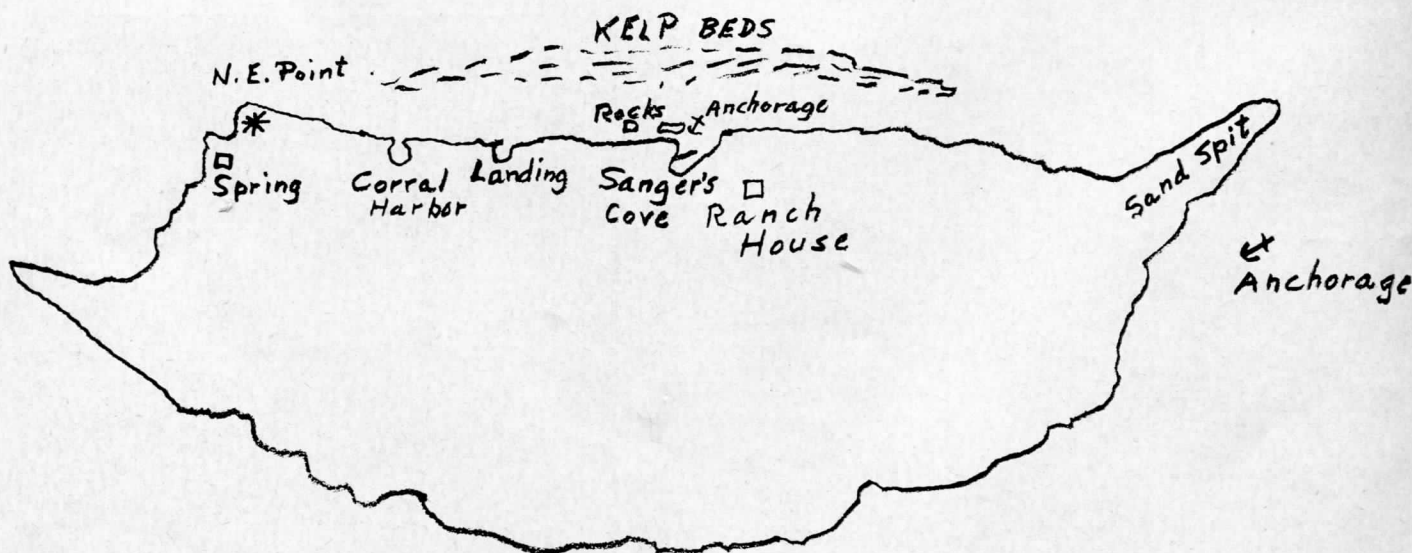 KELP BEDS
N.E. Point
Rocks
Anchorage
Spring
Corral
Harbor
Landing
Sanger's
Cove
Ranch
House
Sand Spit
Anchorage